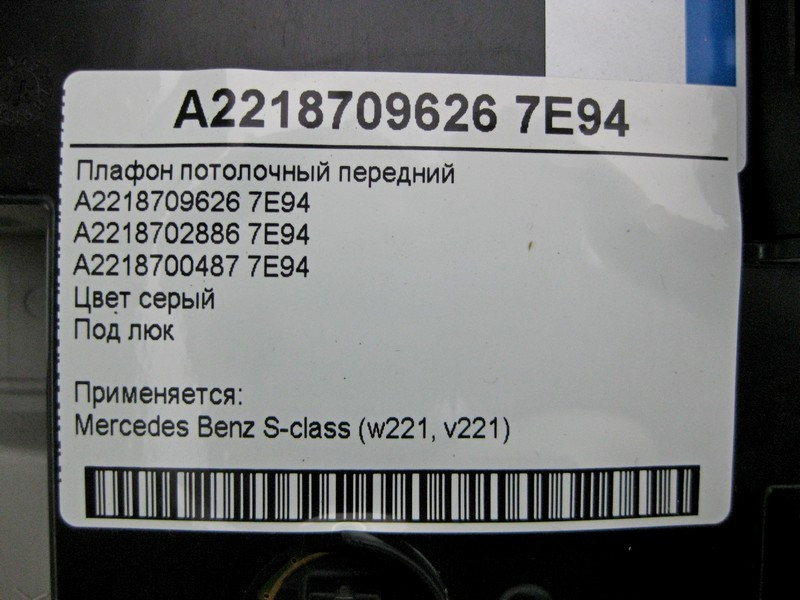 A2218709626 7E94
Плафон потолочный передний
A2218709626 7E94
A2218702886 7E94
A2218700487 7E94
Цвет серый
Под люк
Применяется:
Mercedes Benz S-class (w221, v221)